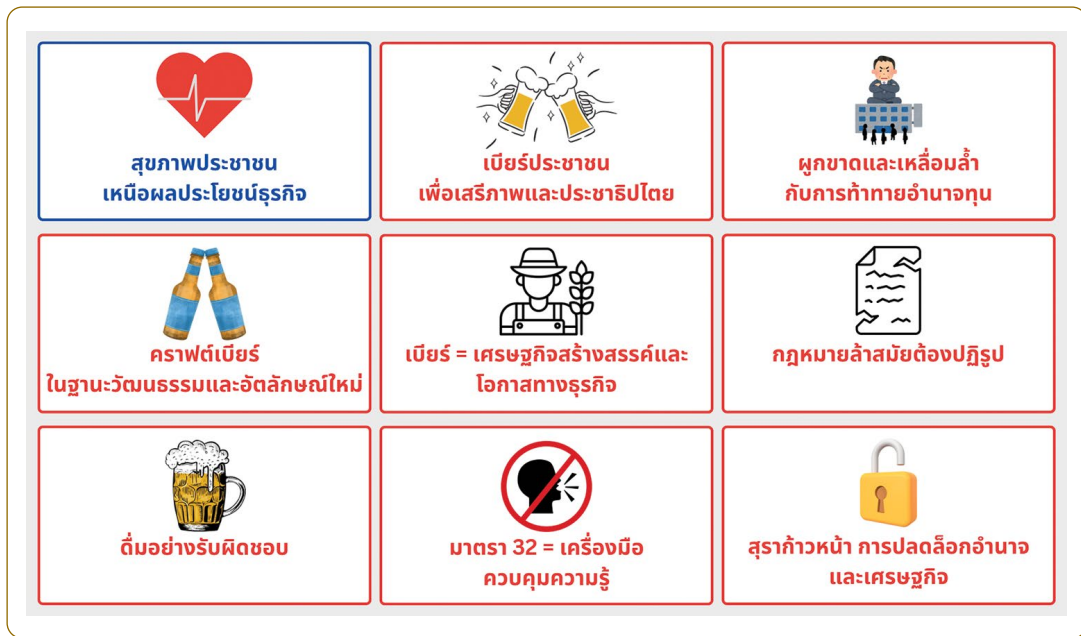 สุขภาพประชาชน
เหนือผลประโยชน์ธุรกิจ
เบียร์ประชาชน
เพื่อเสรีภาพและประชาธิปไตย
ผูกขาดและเหลื่อมล้ำ
กับการท้าทายอำนาจทุน
คราฟต์เบียร์
ในฐานะวัฒนธรรมและอัตลักษณ์ใหม่
เบียร์ = เศรษฐกิจสร้างสรรค์และ
โอกาสทางธุรกิจ
กฎหมายล้าสมัยต้องปฏิรูป
ดื่มอย่างรับผิดชอบ
มาตรา 32 = เครื่องมือ
ควบคุมความรู้
สุราก้าวหน้า การปลดล็อกอำนาจ
และเศรษฐกิจ